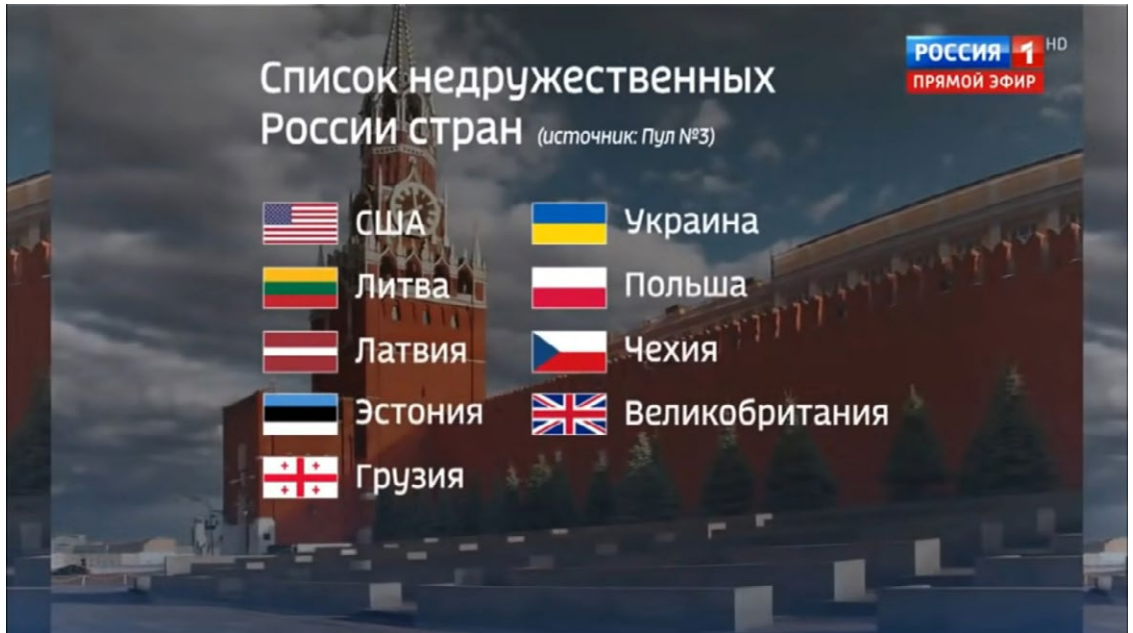 РОССИЯ 1 HD
ПРЯМОЙ ЭФИР
Список недружественных
России стран (источник: Пул №3)
США
Литва
Латвия
Эстония
Грузия
Украина
Польша
Чехия
Великобритания